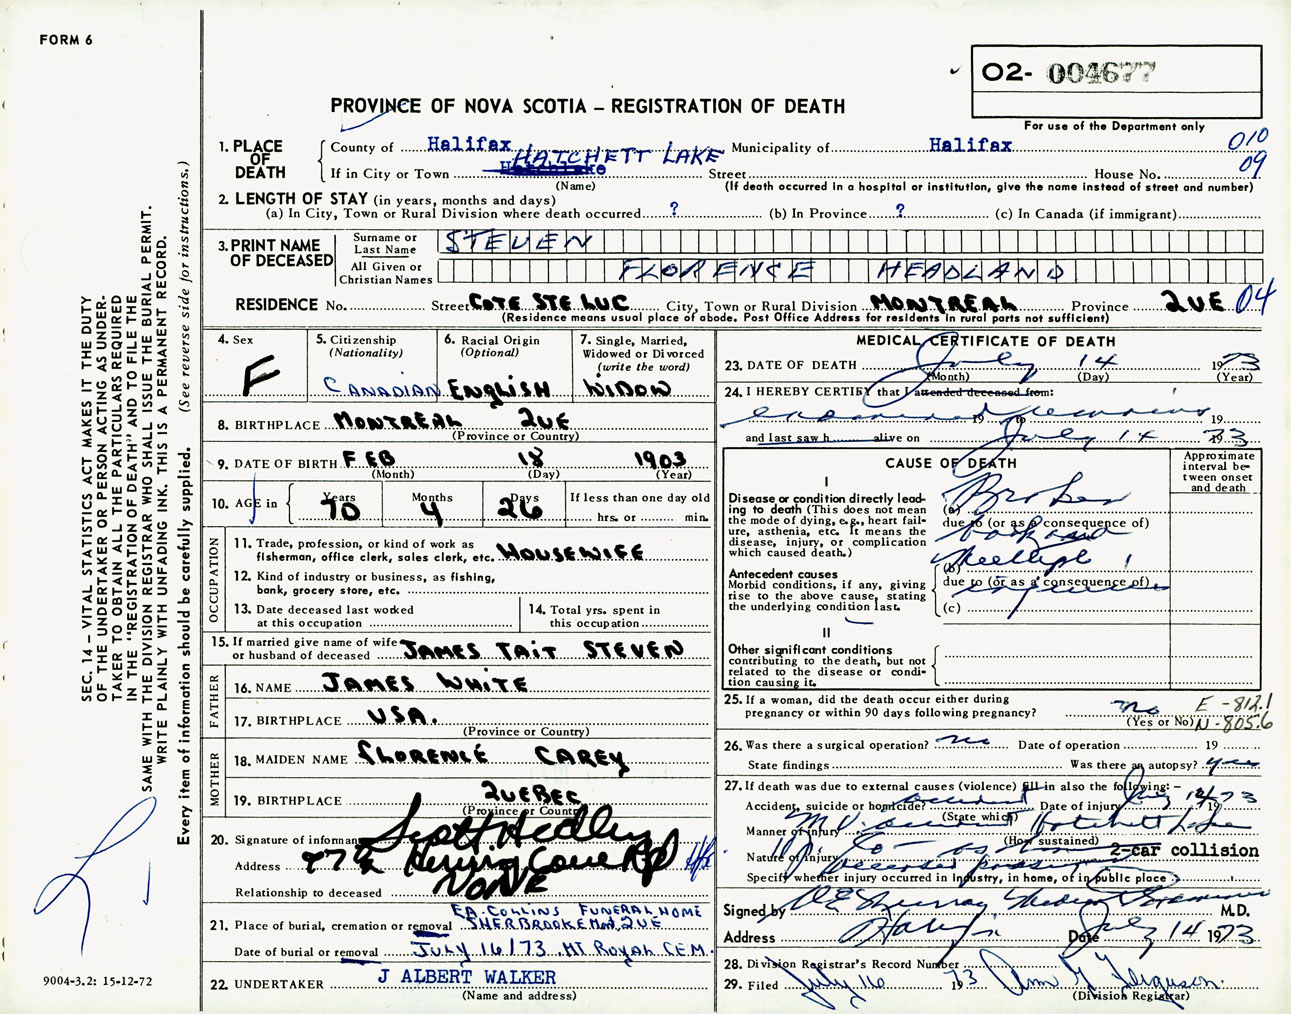 FORM 6
O2- 004677
PROVINCE OF NOVA SCOTIA – REGISTRATION OF DEATH
For use of the Department only
1. PLACE OF DEATH
County of Halifax Municipality of Halifax 010
HATCHETT LAKE 09
If in City or Town Street House No.
(Name) (If death occurred in a hospital or institution, give the name instead of street and number)
2. LENGTH OF STAY (in years, months and days)
(a) In City, Town or Rural Division where death occurred ? (b) In Province ? (c) In Canada (if immigrant)
3. PRINT NAME OF DECEASED
Surname or Last Name STEVEN
All Given or Christian Names FLORENCE HEADLAND
RESIDENCE No. Street COTE STE LUC City, Town or Rural Division MONTREAL Province QUE 04
(Residence means usual place of abode. Post Office Address for residents in rural parts not sufficient)
4. Sex F
5. Citizenship (Nationality) CANADIAN
6. Racial Origin (Optional) ENGLISH
7. Single, Married, Widowed or Divorced (write the word) WIDOW
8. BIRTHPLACE MONTREAL QUE
(Province or Country)
9. DATE OF BIRTH FEB 18 1903
(Month) (Day) (Year)
10. AGE in Years 70 Months 4 Days 26 If less than one day old
hrs. or min.
OCCUPATION
11. Trade, profession, or kind of work as fisherman, office clerk, sales clerk, etc. HOUSEWIFE
12. Kind of industry or business, as fishing, bank, grocery store, etc.
13. Date deceased last worked at this occupation
14. Total yrs. spent in this occupation
15. If married give name of wife or husband of deceased JAMES TAIT STEVEN
FATHER
16. NAME JAMES WHITE
17. BIRTHPLACE USA.
(Province or Country)
MOTHER
18. MAIDEN NAME FLORENCE CAREY
19. BIRTHPLACE QUEBEC
(Province or Country)
20. Signature of informant Scott Hedley
Address 97 1/2 Herring Cove Rd Hfx
Relationship to deceased NONE
EA. COLLINS FUNERAL HOME
21. Place of burial, cremation or removal SHERBROOKE QUE
Date of burial or removal JULY 16/73 MT ROYAL CEM.
22. UNDERTAKER J ALBERT WALKER
(Name and address)
MEDICAL CERTIFICATE OF DEATH
23. DATE OF DEATH July 14 1973
(Month) (Day) (Year)
24. I HEREBY CERTIFY that I attended deceased from:
examined remains 19 19
and last saw h alive on July 14 1973
CAUSE OF DEATH
Approximate interval between onset and death
I
Disease or condition directly leading to death (This does not mean the mode of dying, e.g., heart failure, asthenia, etc. It means the disease, injury, or complication which caused death.)
(a) Broken
due to (or as a consequence of)
Antecedent causes
Morbid conditions, if any, giving rise to the above cause, stating the underlying condition last.
(b) Multiple
due to (or as a consequence of)
injuries
(c)
II
Other significant conditions contributing to the death, but not related to the disease or condition causing it.
25. If a woman, did the death occur either during pregnancy or within 90 days following pregnancy? no
(Yes or No)
E-812.1
N-805.6
26. Was there a surgical operation? no Date of operation 19
State findings Was there an autopsy? yes
27. If death was due to external causes (violence) fill in also the following: –
Accident, suicide or homicide? accident Date of injury July 14 1973
(State which)
Manner of injury M.V. accident Hatchett Lake
(How sustained)
2-car collision
Nature of injury
Specify whether injury occurred in Industry, in home, of in public place
Signed by Murray Medical Examiner M.D.
Address Halifax Date July 14 1973
28. Division Registrar's Record Number
29. Filed July 16 1973 Ann G Ferguson
(Division Registrar)
SEC. 14 – VITAL STATISTICS ACT MAKES IT THE DUTY
OF THE UNDERTAKER OR PERSON ACTING AS UNDER-
TAKER TO OBTAIN ALL THE PARTICULARS REQUIRED
IN THE "REGISTRATION OF DEATH" AND TO FILE THE
SAME WITH THE DIVISION REGISTRAR WHO SHALL ISSUE THE BURIAL PERMIT.
WRITE PLAINLY WITH UNFADING INK. THIS IS A PERMANENT RECORD.
Every item of information should be carefully supplied. (See reverse side for instructions.)
9004-3.2: 15-12-72